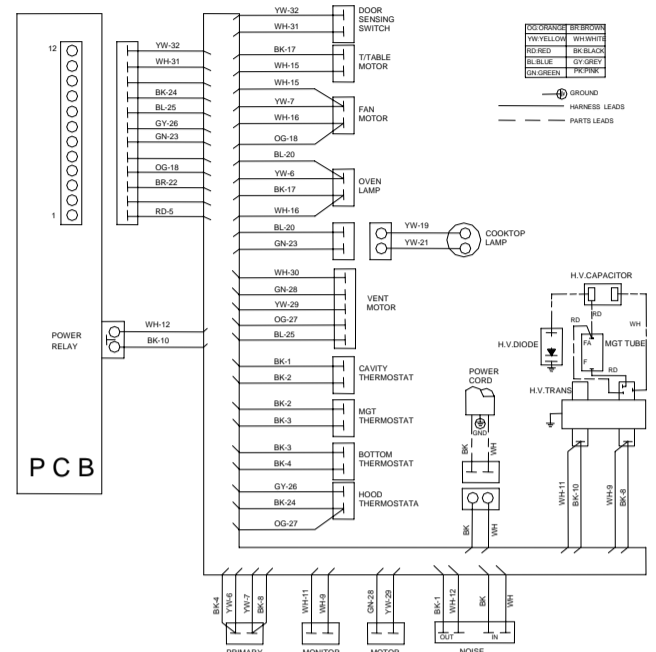 12
1
YW-32
WH-31
BK-24
BL-25
GY-26
GN-23
OG-18
BR-22
RD-5
POWER
RELAY
WH-12
BK-10
PCB
YW-32
WH-31
DOOR
SENSING
SWITCH
BK-17
WH-15
T/TABLE
MOTOR
WH-15
YW-7
WH-16
OG-18
FAN
MOTOR
BL-20
YW-6
BK-17
WH-16
OVEN
LAMP
BL-20
GN-23
YW-19
YW-21
COOKTOP
LAMP
WH-30
GN-28
YW-29
OG-27
BL-25
VENT
MOTOR
BK-1
BK-2
CAVITY
THERMOSTAT
BK-2
BK-3
MGT
THERMOSTAT
BK-3
BK-4
BOTTOM
THERMOSTAT
GY-26
BK-24
OG-27
HOOD
THERMOSTATA
OG:ORANGE BR:BROWN
YW:YELLOW WH:WHITE
RD:RED BK:BLACK
BL:BLUE GY:GREY
GN:GREEN PK:PINK
GROUND
HARNESS LEADS
PARTS LEADS
H.V.CAPACITOR
RD
RD
WH
H.V.DIODE
FA
F
MGT TUBE
RD
H.V.TRANS
POWER
CORD
GND
BK
WH
BK
WH
WH-11
BK-10
WH-9
BK-8
BK-4
YW-6
YW-7
BK-8
WH-11
WH-9
GN-28
YW-29
BK-1
WH-12
BK
WH
OUT
IN
PRIMARY
MONITOR
MOTOR
NOISE